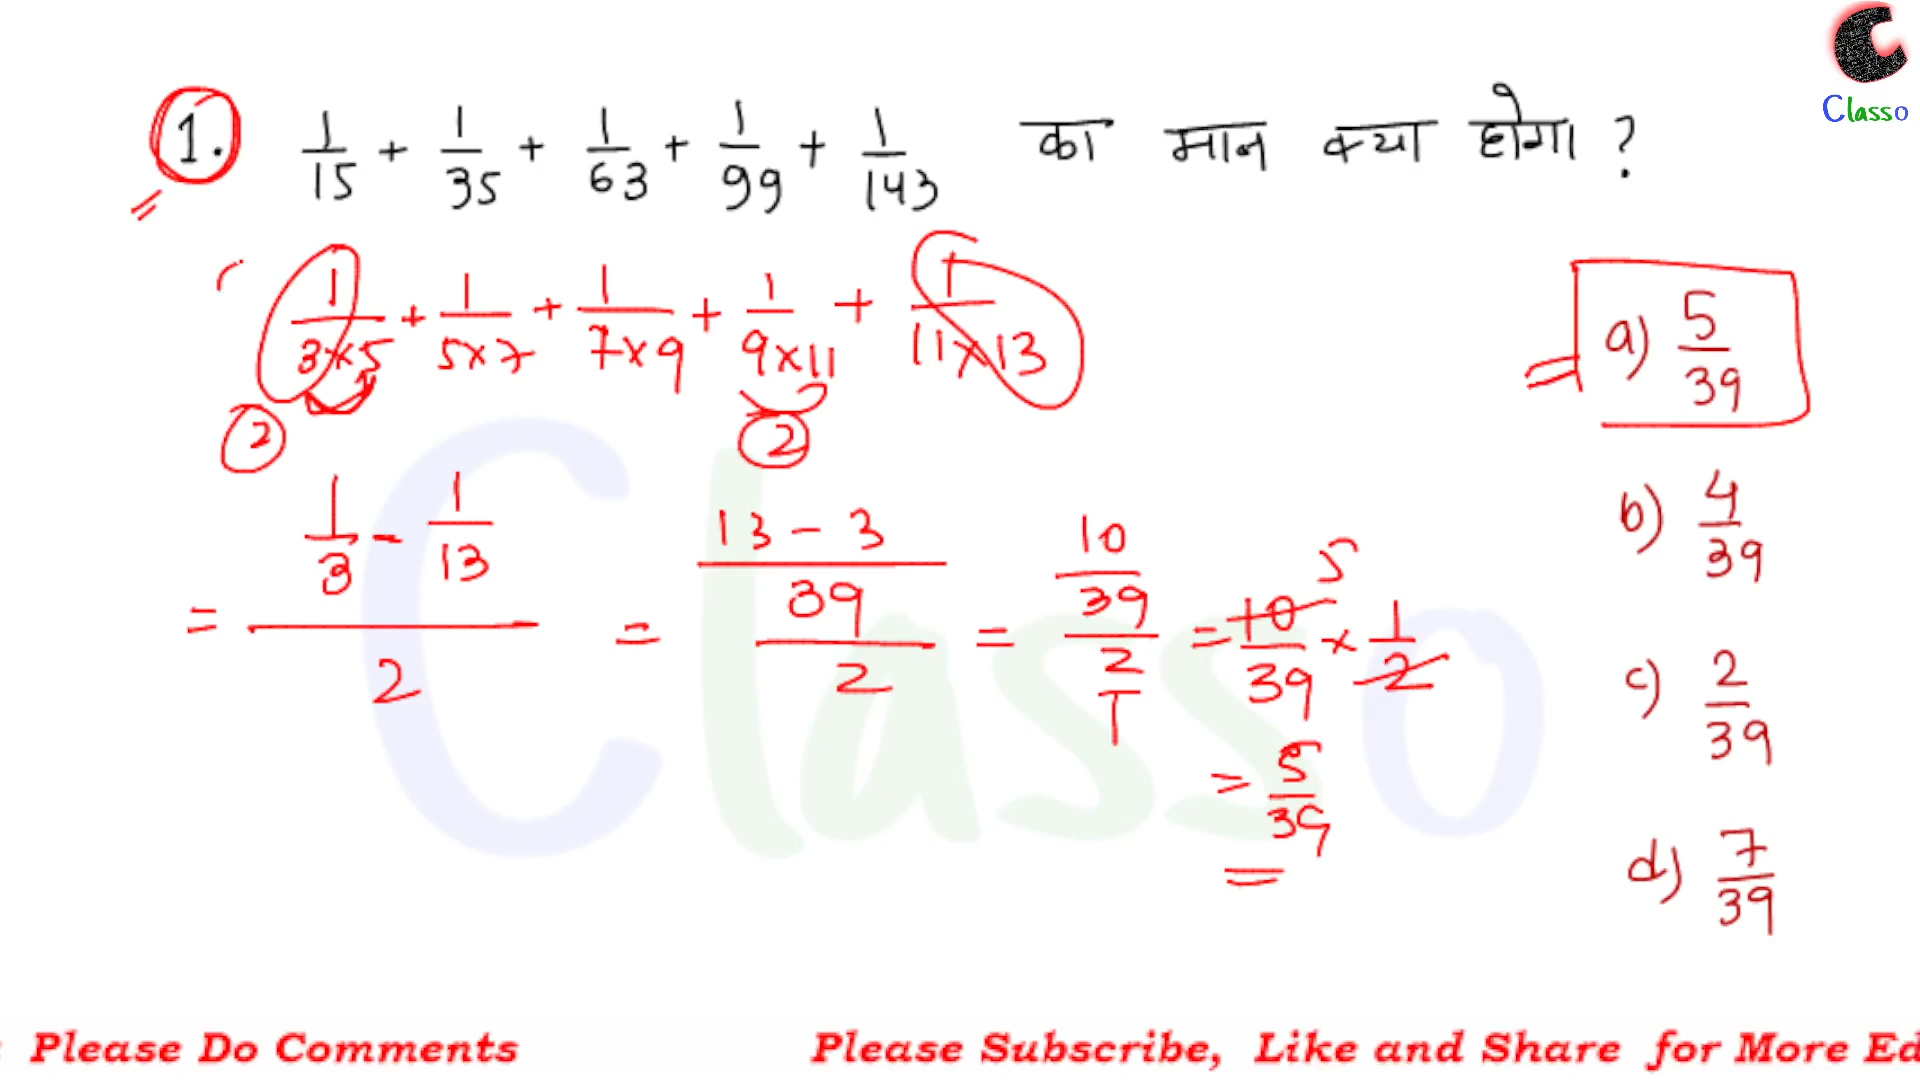 Classo
1. 1/15 + 1/35 + 1/63 + 1/99 + 1/143 का मान क्या होगा ?
1/3×5 + 1/5×7 + 1/7×9 + 1/9×11 + 1/11×13
2 2
= (1/3 - 1/13)/2 = ((13 - 3)/39)/2 = (10/39)/(2/1) = 10/39 × 1/2
5
= 5/39
a) 5/39
b) 4/39
c) 2/39
d) 7/39
Classo
Please Do Comments Please Subscribe, Like and Share for More Ed